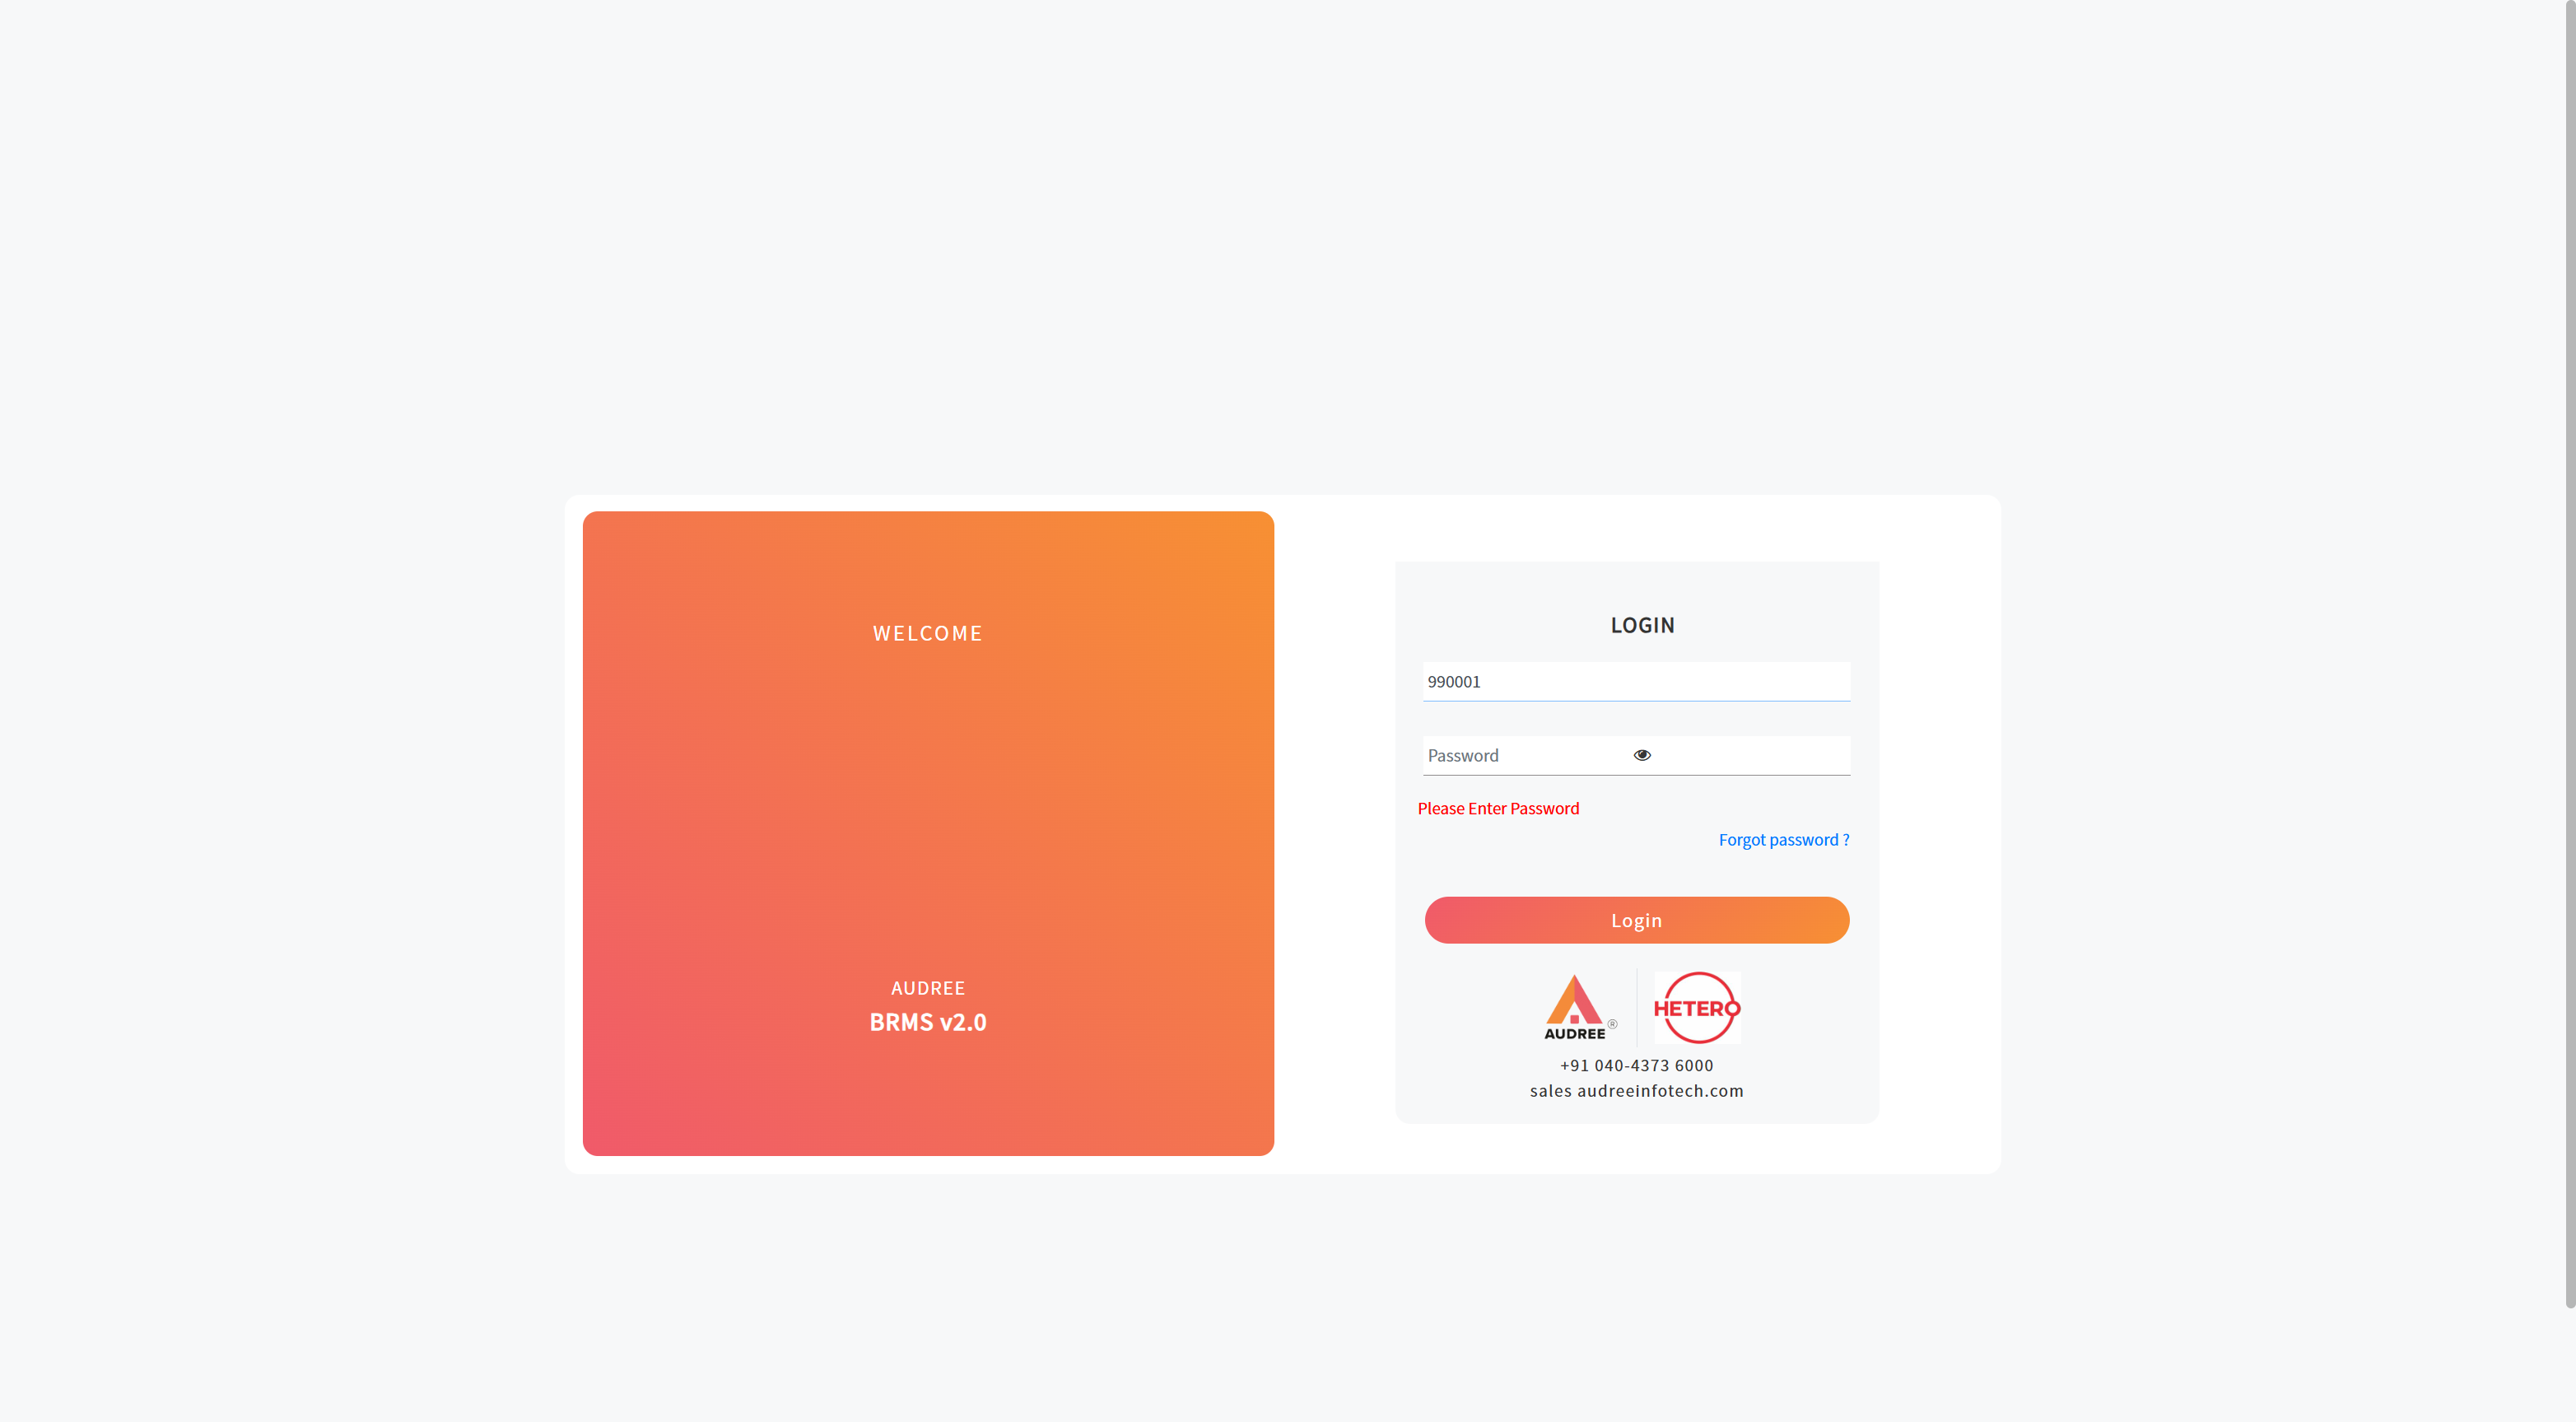 WELCOME
AUDREE
BRMS v2.0
LOGIN
990001
Password
Please Enter Password
Forgot password ?
Login
AUDREE ®
HETERO
+91 040-4373 6000
sales audreeinfotech.com